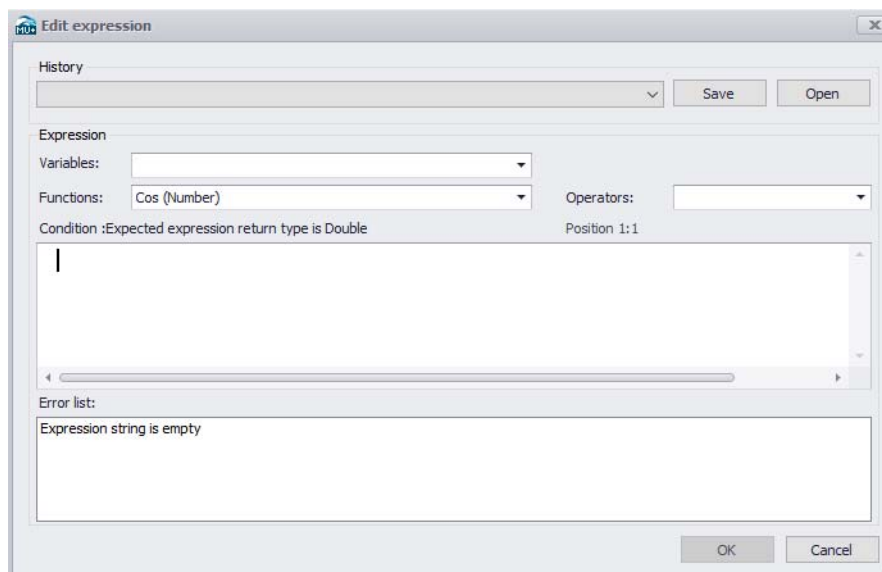 MU+ Edit expression
History
Save Open
Expression
Variables:
Functions: Cos (Number) Operators:
Condition :Expected expression return type is Double Position 1:1
Error list:
Expression string is empty
OK Cancel